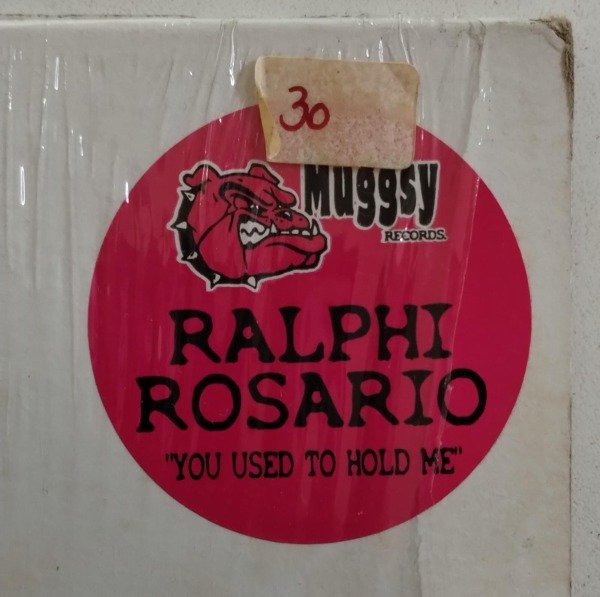 30
Muggsy
RECORDS.
RALPHI
ROSARIO
"YOU USED TO HOLD ME"